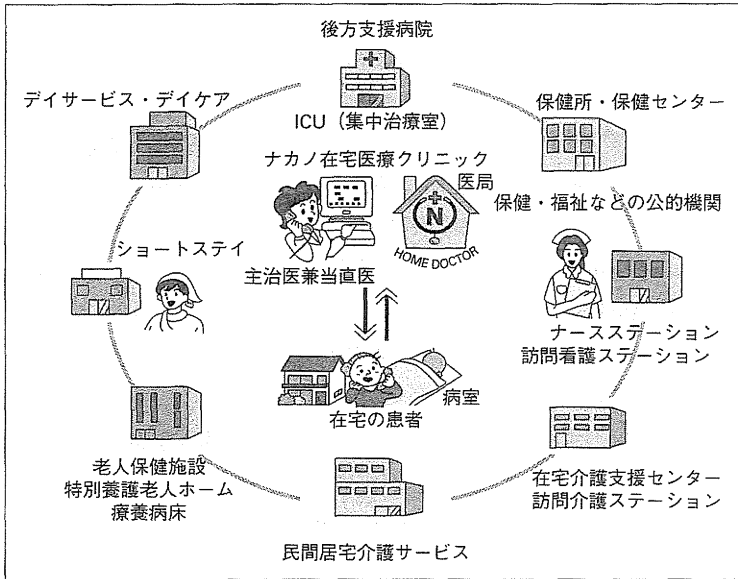 後方支援病院
ICU（集中治療室）
デイサービス・デイケア
保健所・保健センター
ナカノ在宅医療クリニック
医局
N
HOME DOCTOR
保健・福祉などの公的機関
ショートステイ
主治医兼当直医
ナースステーション
訪問看護ステーション
病室
在宅の患者
老人保健施設
特別養護老人ホーム
療養病床
在宅介護支援センター
訪問介護ステーション
民間居宅介護サービス